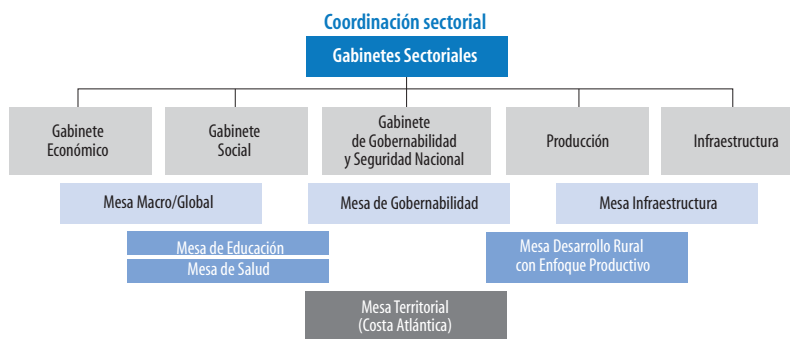 Coordinación sectorial
Gabinetes Sectoriales
Gabinete
Económico
Gabinete
Social
Gabinete
de Gobernabilidad
y Seguridad Nacional
Producción
Infraestructura
Mesa Macro/Global
Mesa de Gobernabilidad
Mesa Infraestructura
Mesa de Educación
Mesa de Salud
Mesa Desarrollo Rural
con Enfoque Productivo
Mesa Territorial
(Costa Atlántica)